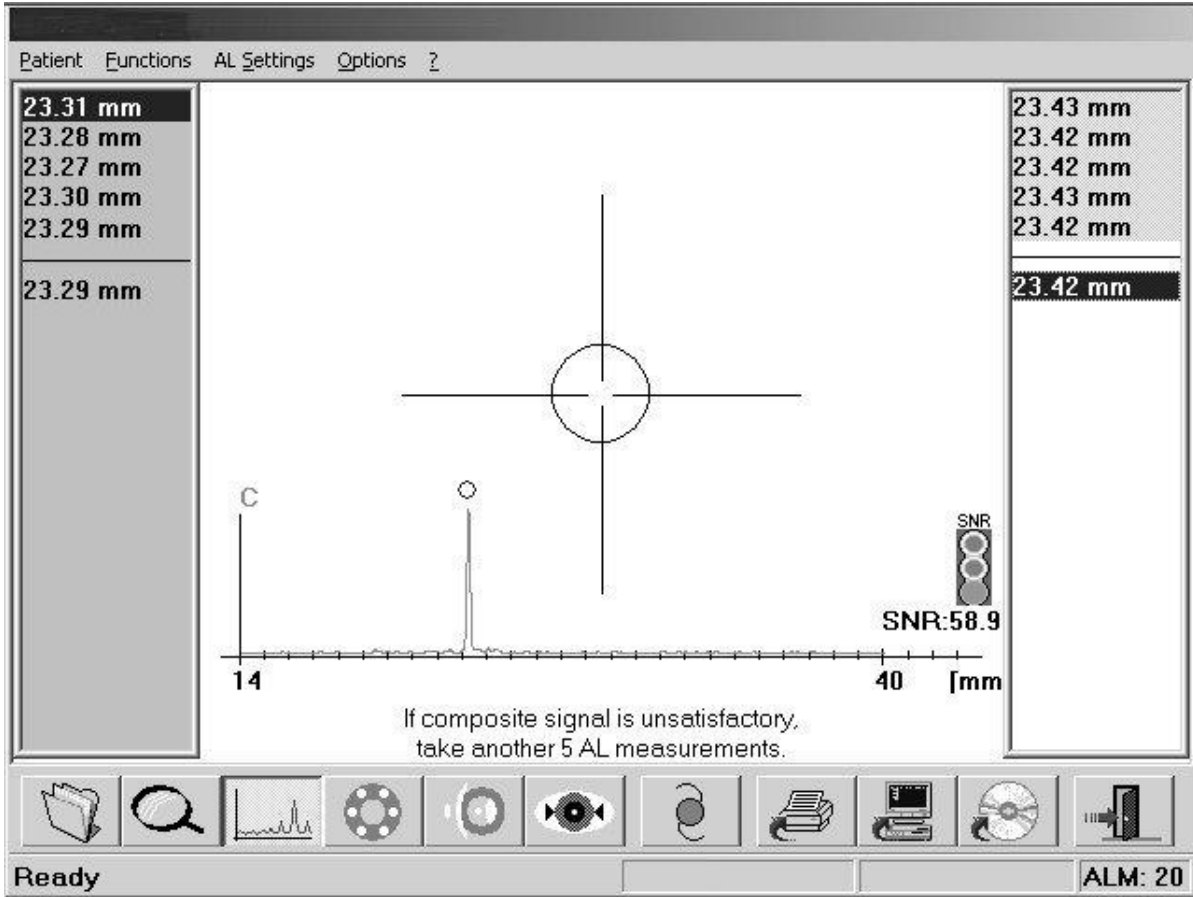 Patient Functions AL Settings Options ?
23.31 mm
23.28 mm
23.27 mm
23.30 mm
23.29 mm
23.29 mm
23.43 mm
23.42 mm
23.42 mm
23.43 mm
23.42 mm
23.42 mm
C
SNR
SNR:58.9
14 40 [mm
If composite signal is unsatisfactory,
take another 5 AL measurements.
Ready ALM: 20